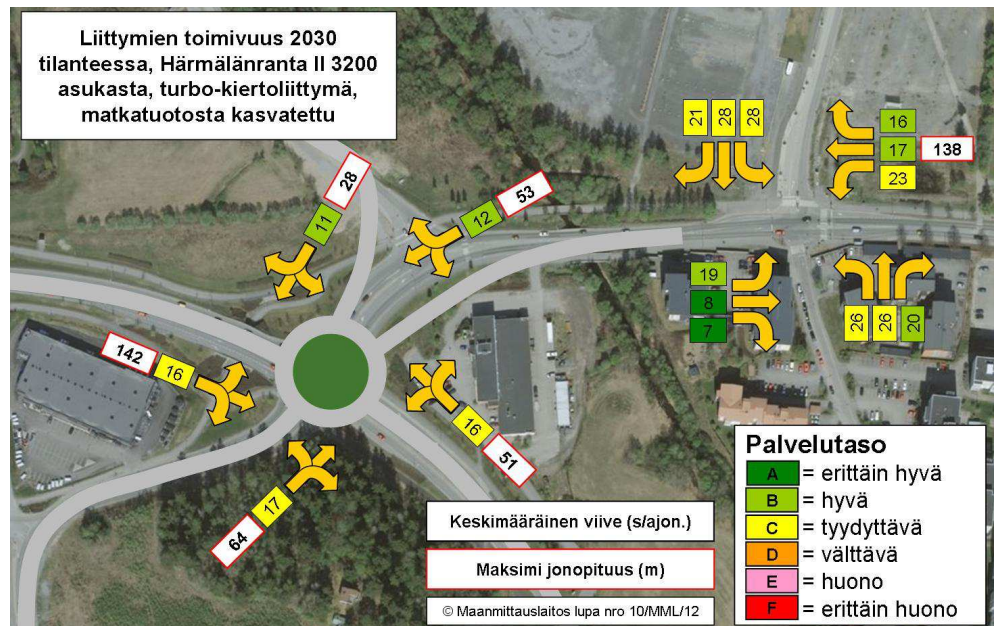 Liittymien toimivuus 2030
tilanteessa, Härmälänranta II 3200
asukasta, turbo-kiertoliittymä,
matkatuotosta kasvatettu
21
28
28
16
17
138
23
28
11
53
12
19
8
7
26
26
20
142
16
16
51
64
17
Keskimääräinen viive (s/ajon.)
Maksimi jonopituus (m)
© Maanmittauslaitos lupa nro 10/MML/12
Palvelutaso
A = erittäin hyvä
B = hyvä
C = tyydyttävä
D = välttävä
E = huono
F = erittäin huono